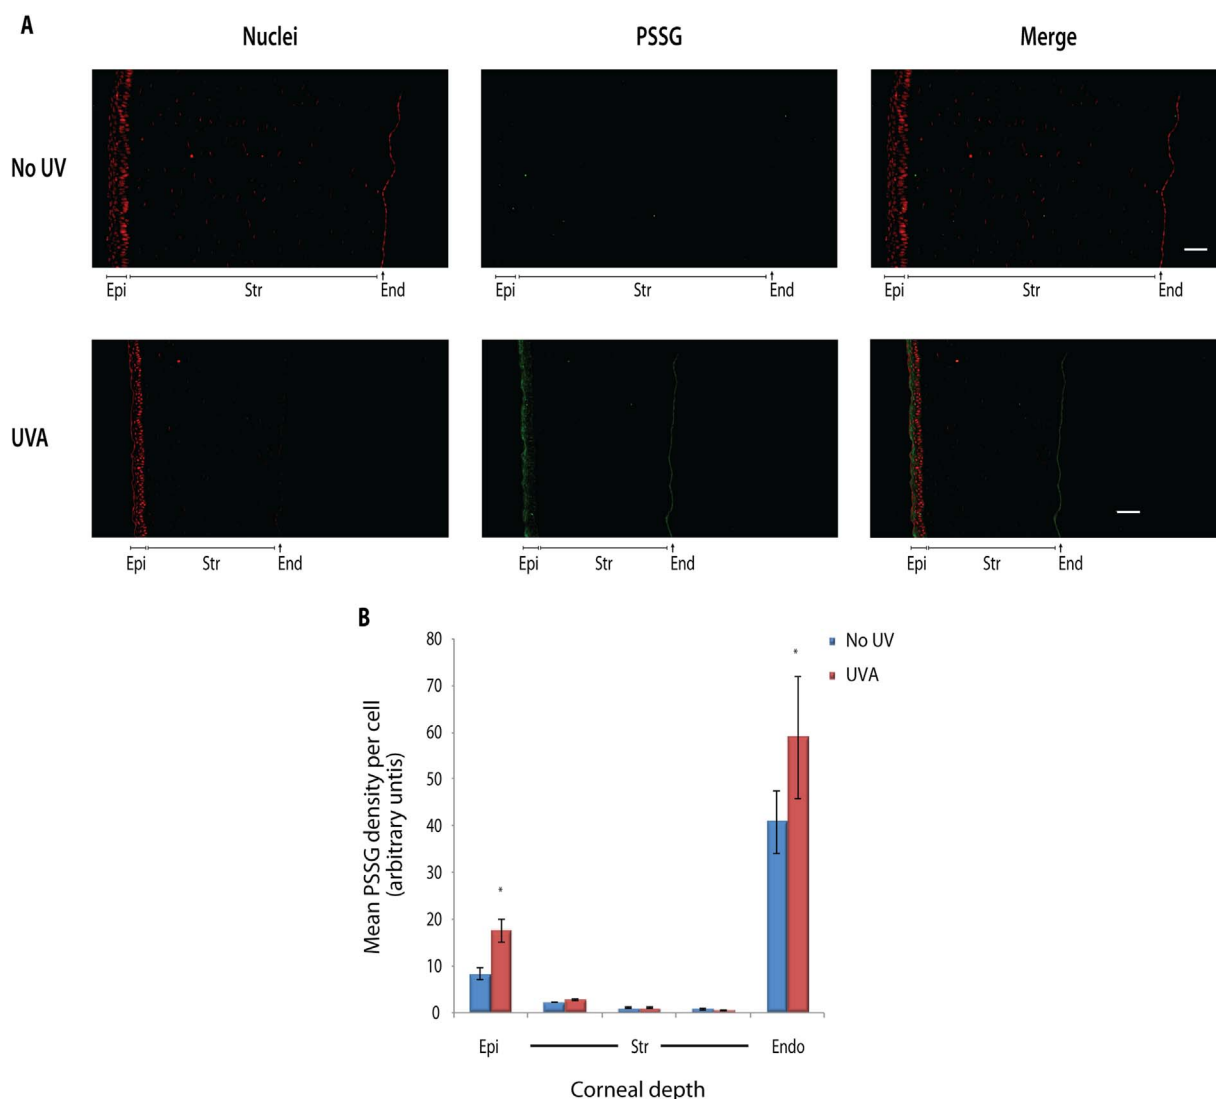 A
Nuclei PSSG Merge
No UV
Epi Str End Epi Str End Epi Str End
UVA
Epi Str End Epi Str End Epi Str End
B
No UV
UVA
Mean PSSG density per cell
(arbitrary untis)
80
70
60
50
40
30
20
10
0
*
*
Epi Str Endo
Corneal depth